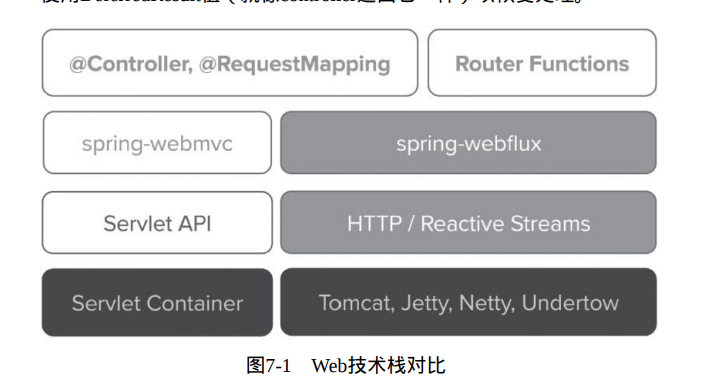 @Controller, @RequestMapping Router Functions
spring-webmvc spring-webflux
Servlet API HTTP / Reactive Streams
Servlet Container Tomcat, Jetty, Netty, Undertow
图7-1 Web技术栈对比